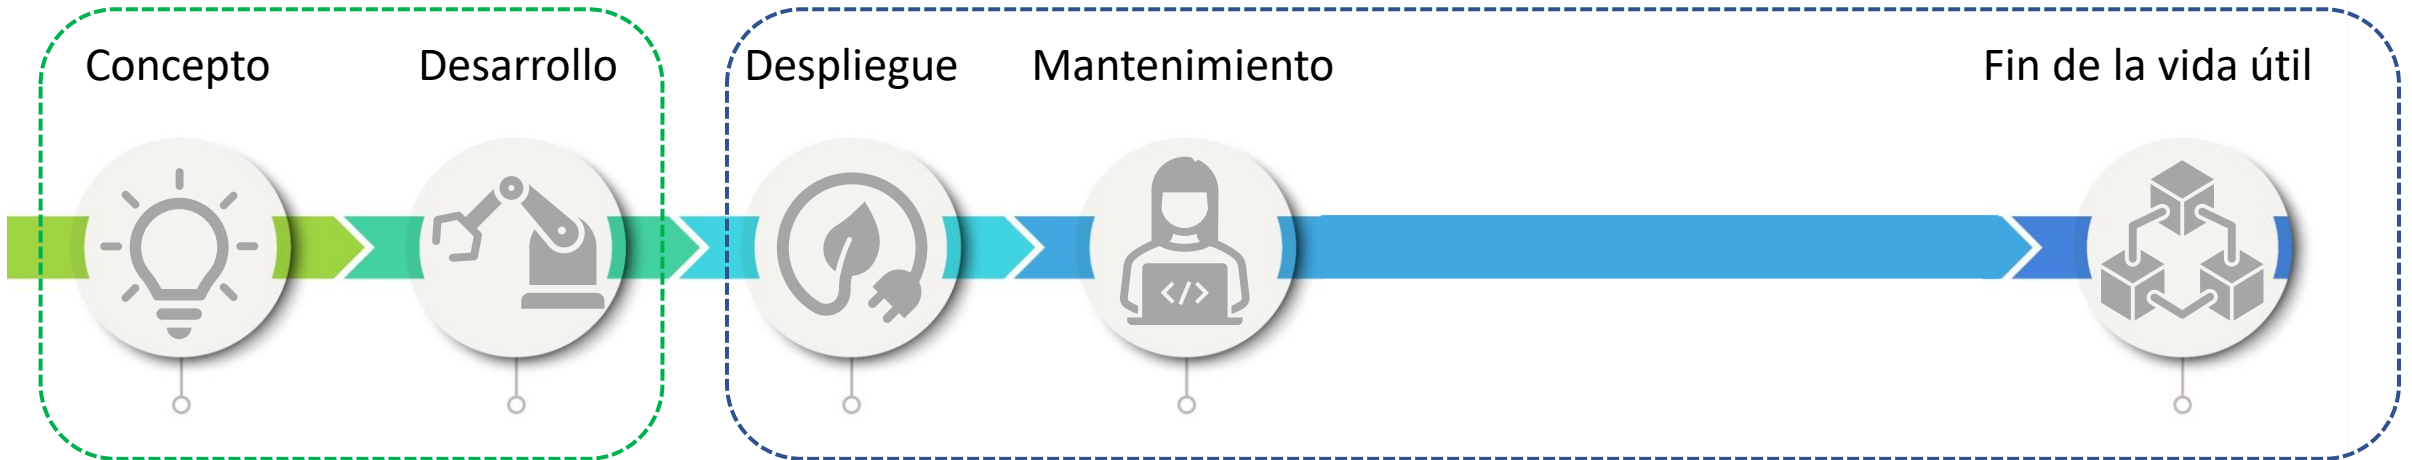 Concepto
Desarrollo
Despliegue
Mantenimiento
Fin de la vida útil
</>